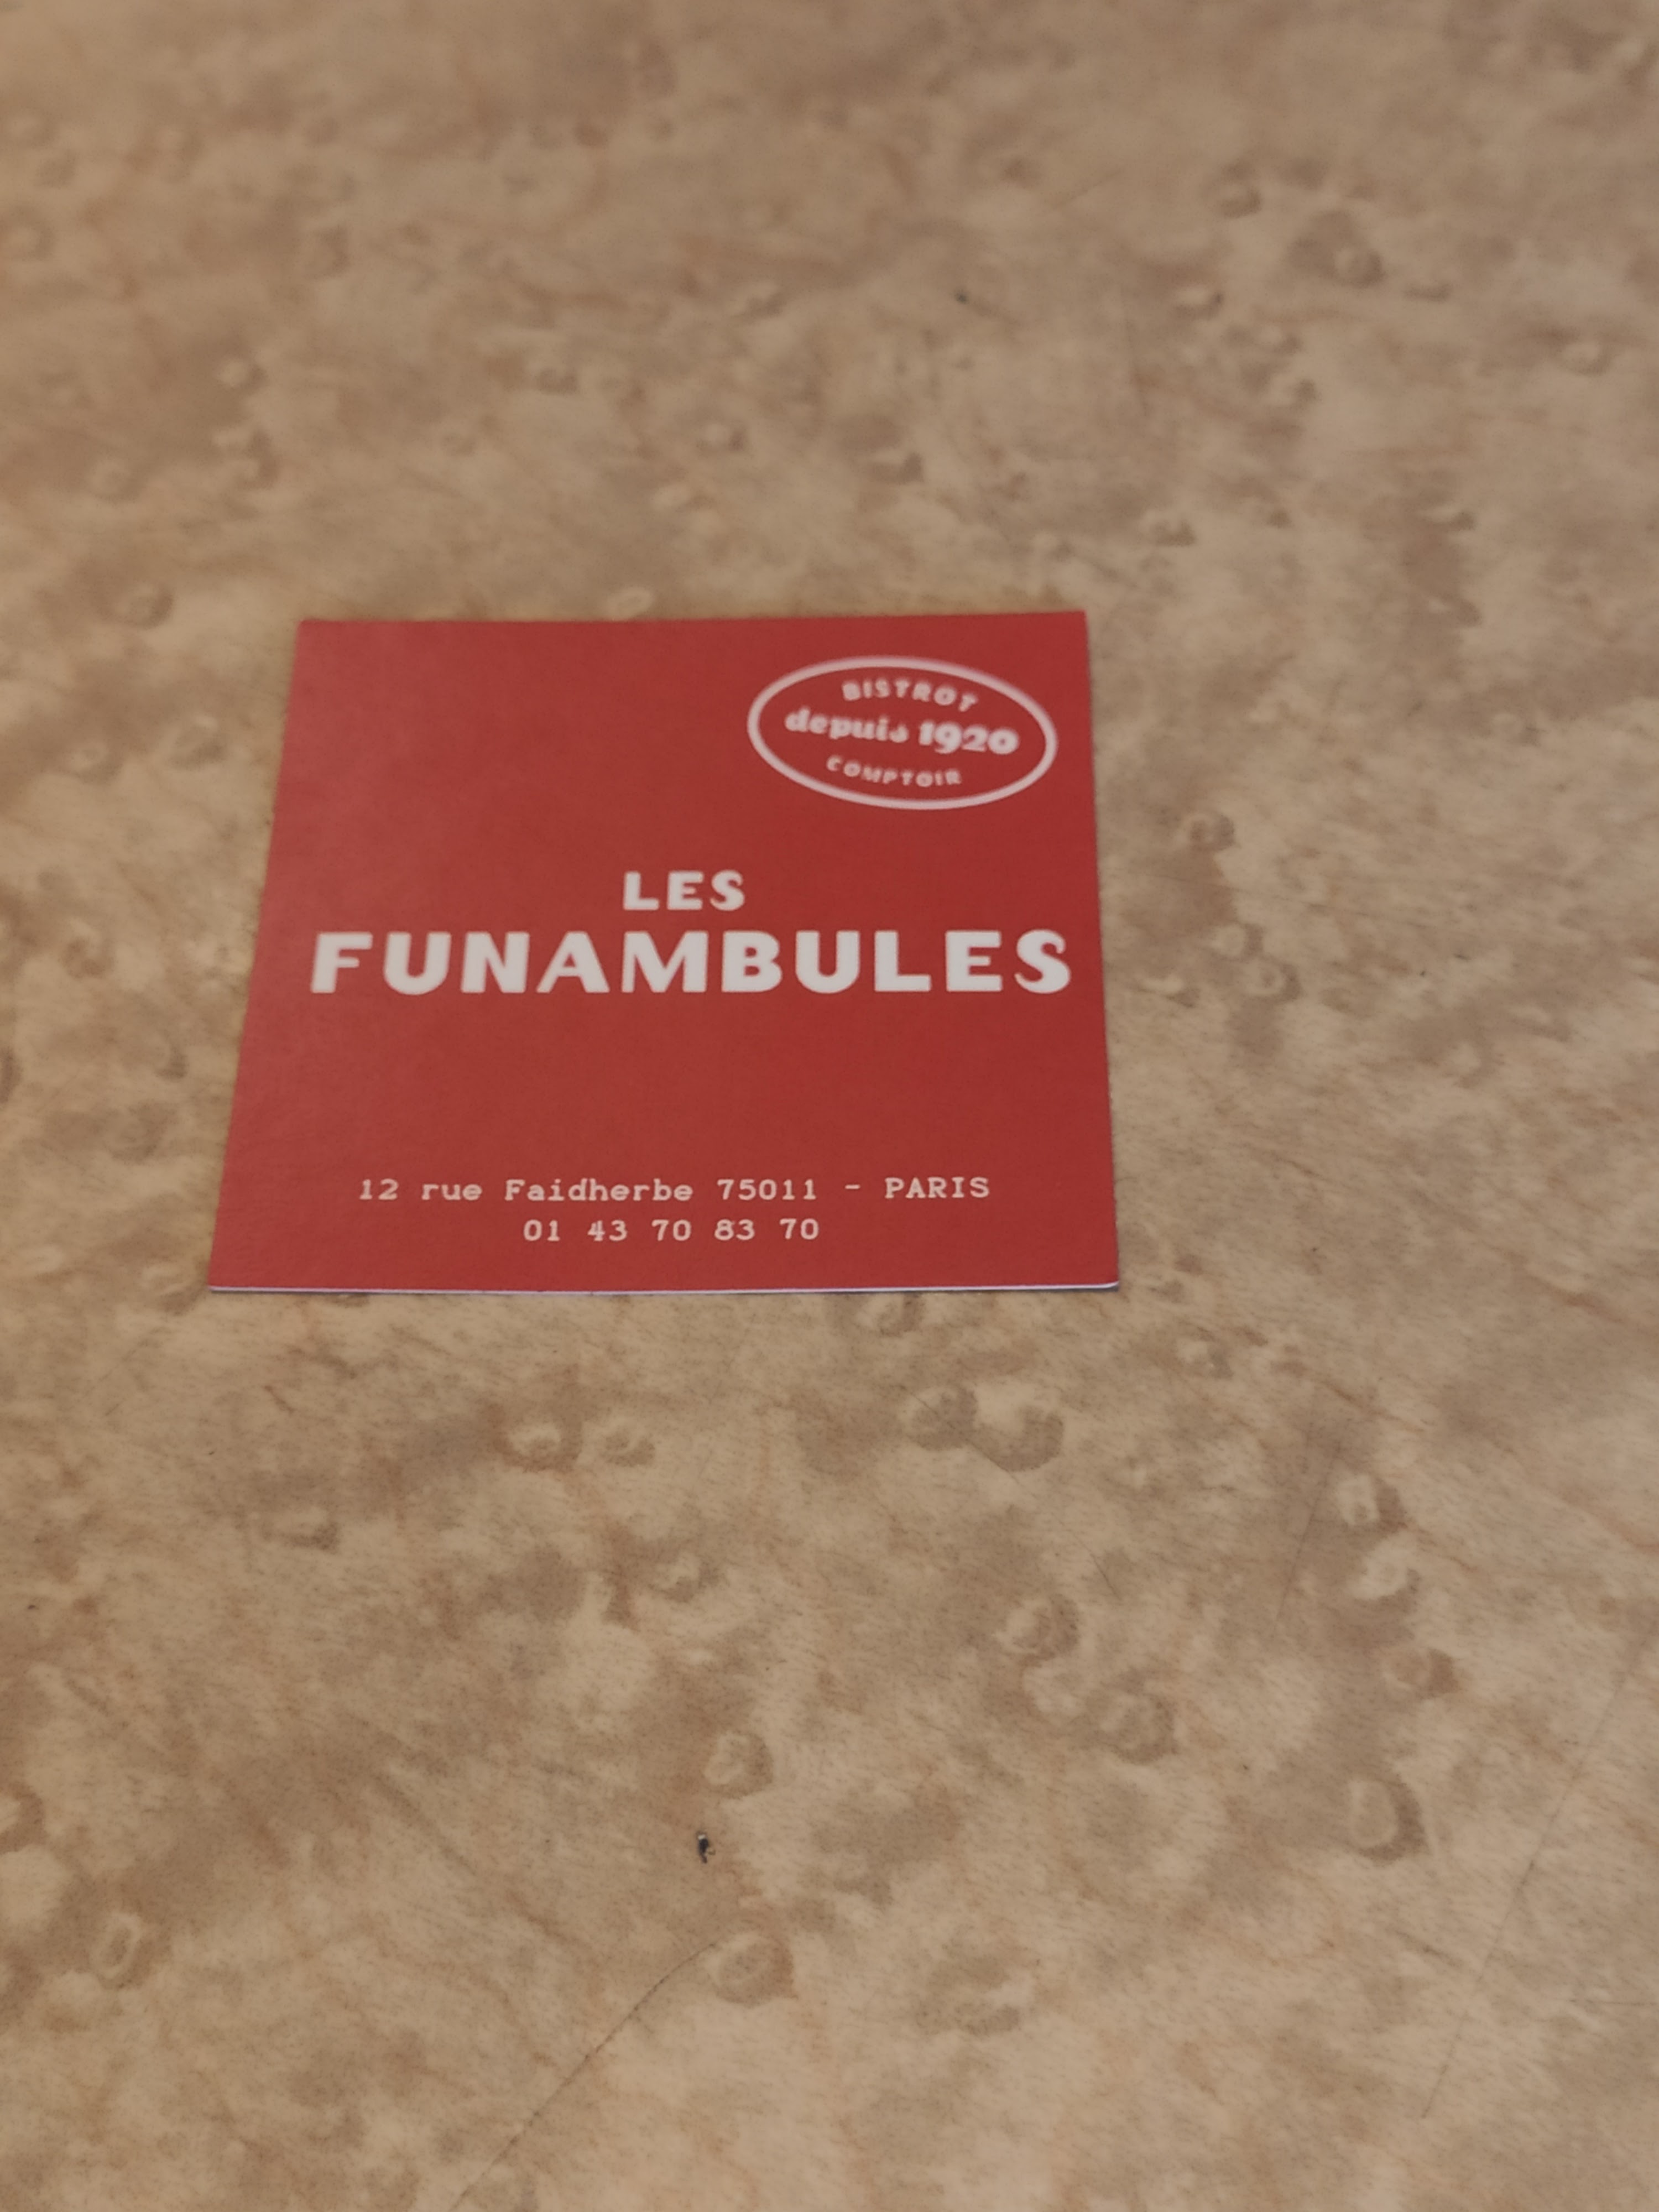 BISTROT
depuis 1920
COMPTOIR
LES
FUNAMBULES
12 rue Faidherbe 75011 - PARIS
01 43 70 83 70